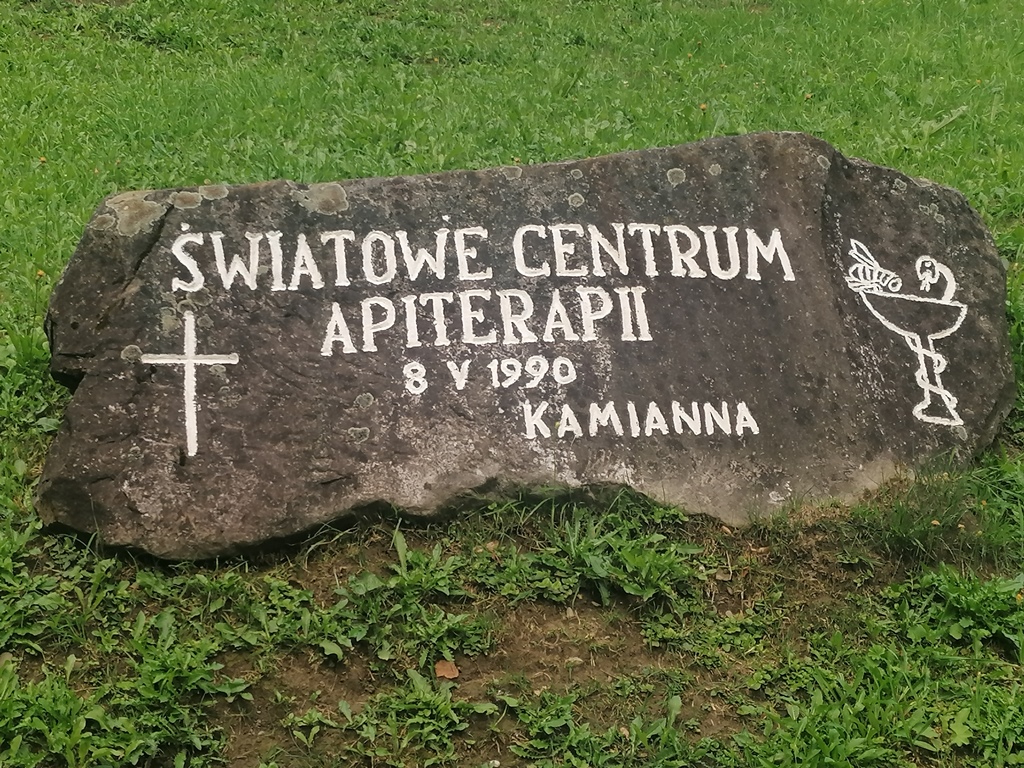 ŚWIATOWE CENTRUM
APITERAPII
8 V 1990
KAMIANNA